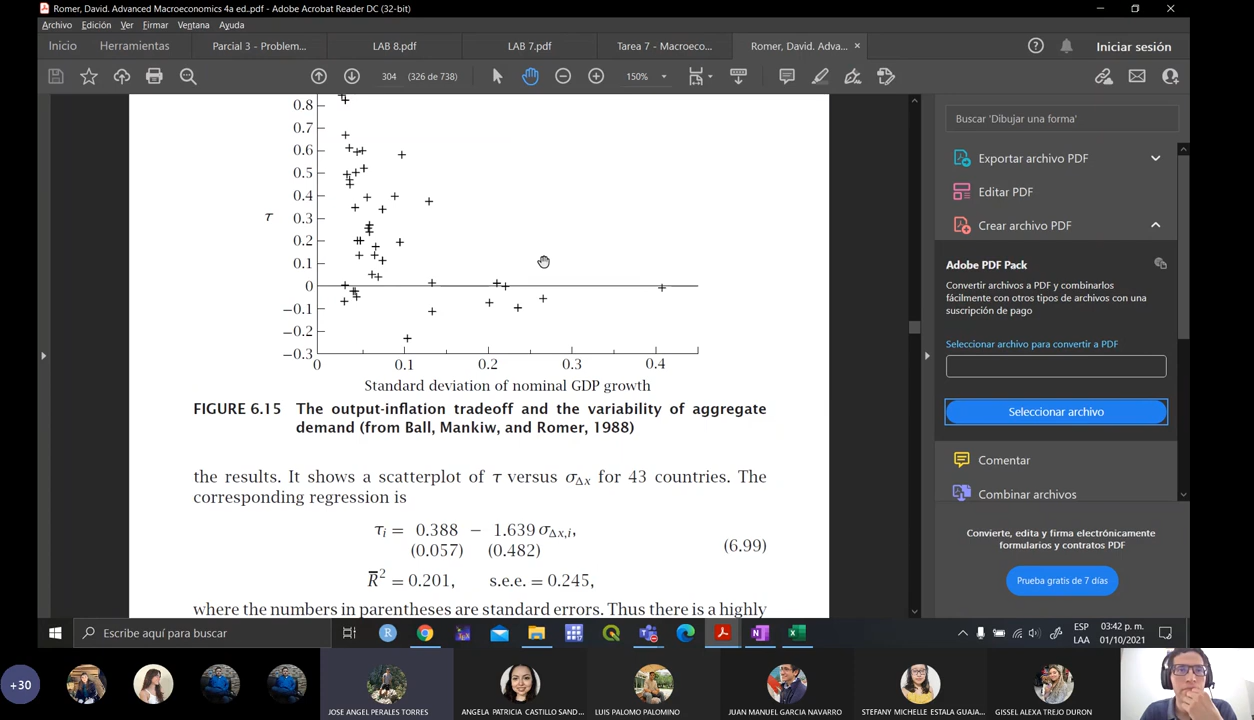 Romer, David. Advanced Macroeconomics 4a ed..pdf - Adobe Acrobat Reader DC (32-bit)
Archivo Edición Ver Firmar Ventana Ayuda
Inicio Herramientas Parcial 3 - Problem... LAB 8.pdf LAB 7.pdf Tarea 7 - Macroeco... Romer, David. Adva... × Iniciar sesión
304 (326 de 738) 150%
0.8
0.7
0.6
0.5
0.4
τ 0.3
0.2
0.1
0
−0.1
−0.2
−0.3
0 0.1 0.2 0.3 0.4
Standard deviation of nominal GDP growth
FIGURE 6.15 The output-inflation tradeoff and the variability of aggregate
demand (from Ball, Mankiw, and Romer, 1988)
the results. It shows a scatterplot of τ versus σΔx for 43 countries. The
corresponding regression is
τi = 0.388 − 1.639 σΔx,i,
(0.057) (0.482) (6.99)
R̅² = 0.201, s.e.e. = 0.245,
where the numbers in parentheses are standard errors. Thus there is a highly
Buscar 'Dibujar una forma'
Exportar archivo PDF
Editar PDF
Crear archivo PDF
Adobe PDF Pack
Convertir archivos a PDF y combinarlos
fácilmente con otros tipos de archivos con una
suscripción de pago
Seleccionar archivo para convertir a PDF
Seleccionar archivo
Comentar
Combinar archivos
Convierte, edita y firma electrónicamente
formularios y contratos PDF
Prueba gratis de 7 días
Escribe aquí para buscar
ESP
LAA
03:42 p. m.
01/10/2021
+30
JOSE ANGEL PERALES TORRES
ANGELA PATRICIA CASTILLO SAND...
LUIS PALOMO PALOMINO
JUAN MANUEL GARCIA NAVARRO
STEFANY MICHELLE ESTALA GUAJA...
GISSEL ALEXA TREJO DURON